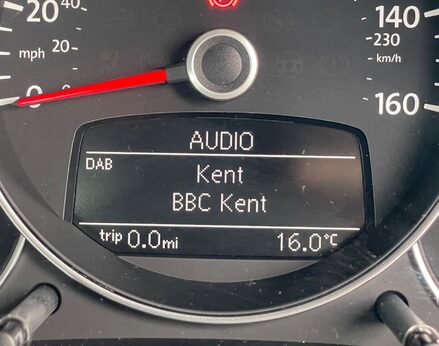 20 40
mph 20
0 0
140
230
km/h
160
AUDIO
DAB
Kent
BBC Kent
trip 0.0mi 16.0°C